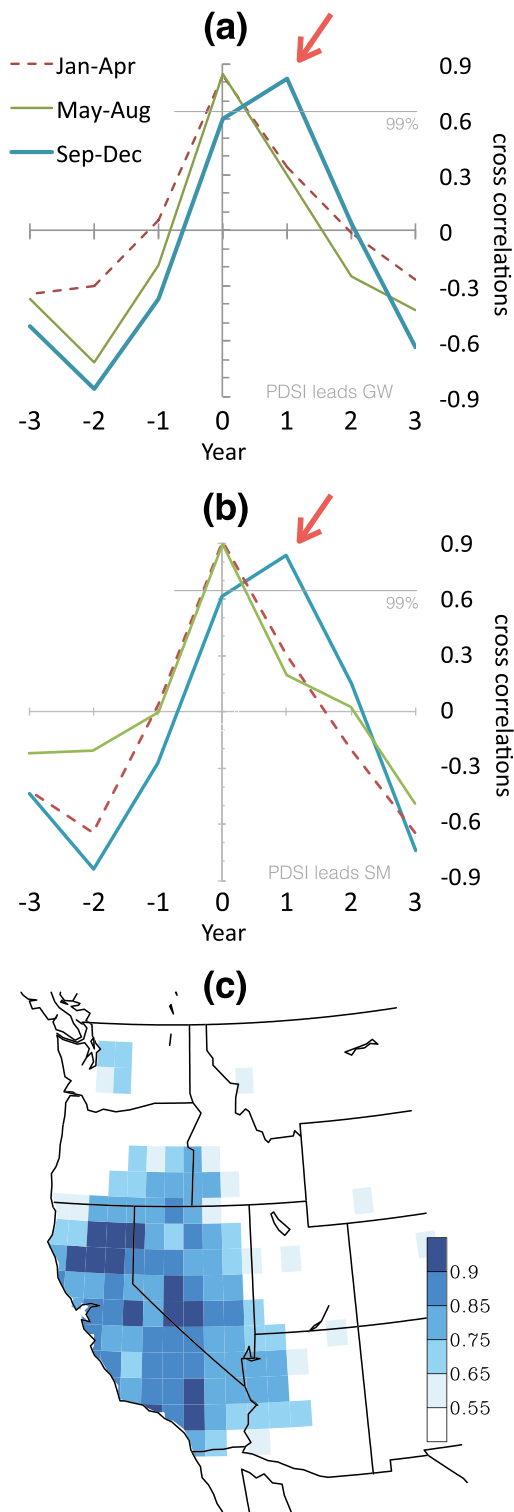 (a)
Jan-Apr
May-Aug
Sep-Dec
99%
0.9
0.6
0.3
0
-0.3
-0.6
-0.9
cross correlations
PDSI leads GW
-3 -2 -1 0 1 2 3
Year
(b)
99%
0.9
0.6
0.3
0
-0.3
-0.6
-0.9
cross correlations
PDSI leads SM
-3 -2 -1 0 1 2 3
Year
(c)
0.9
0.85
0.75
0.65
0.55